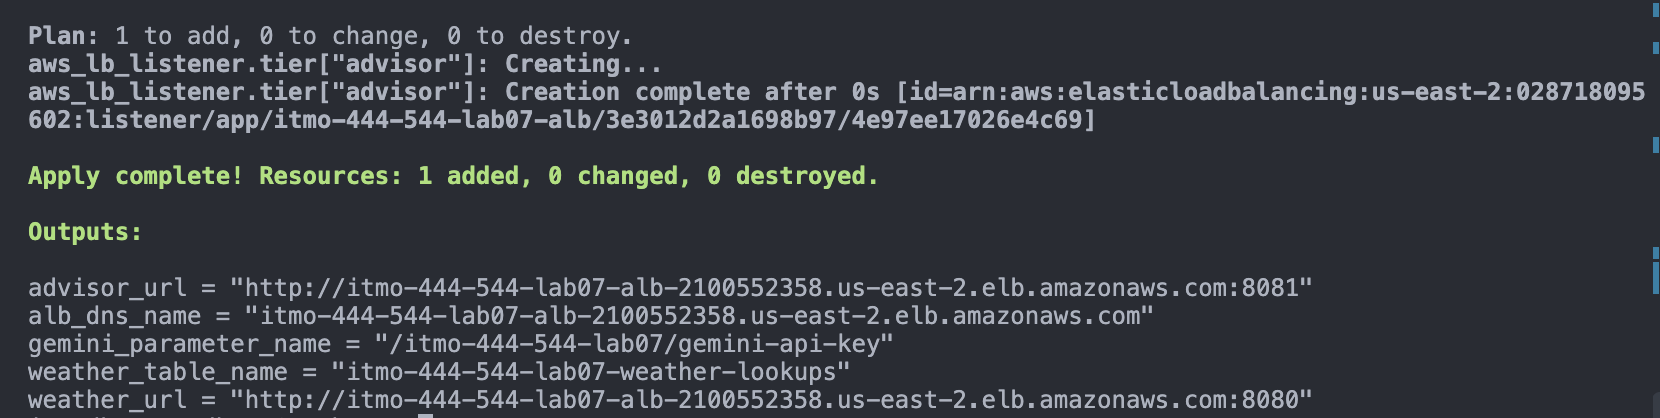 Plan: 1 to add, 0 to change, 0 to destroy.
aws_lb_listener.tier["advisor"]: Creating...
aws_lb_listener.tier["advisor"]: Creation complete after 0s [id=arn:aws:elasticloadbalancing:us-east-2:028718095
602:listener/app/itmo-444-544-lab07-alb/3e3012d2a1698b97/4e97ee17026e4c69]
Apply complete! Resources: 1 added, 0 changed, 0 destroyed.
Outputs:
advisor_url = "http://itmo-444-544-lab07-alb-2100552358.us-east-2.elb.amazonaws.com:8081"
alb_dns_name = "itmo-444-544-lab07-alb-2100552358.us-east-2.elb.amazonaws.com"
gemini_parameter_name = "/itmo-444-544-lab07/gemini-api-key"
weather_table_name = "itmo-444-544-lab07-weather-lookups"
weather_url = "http://itmo-444-544-lab07-alb-2100552358.us-east-2.elb.amazonaws.com:8080"